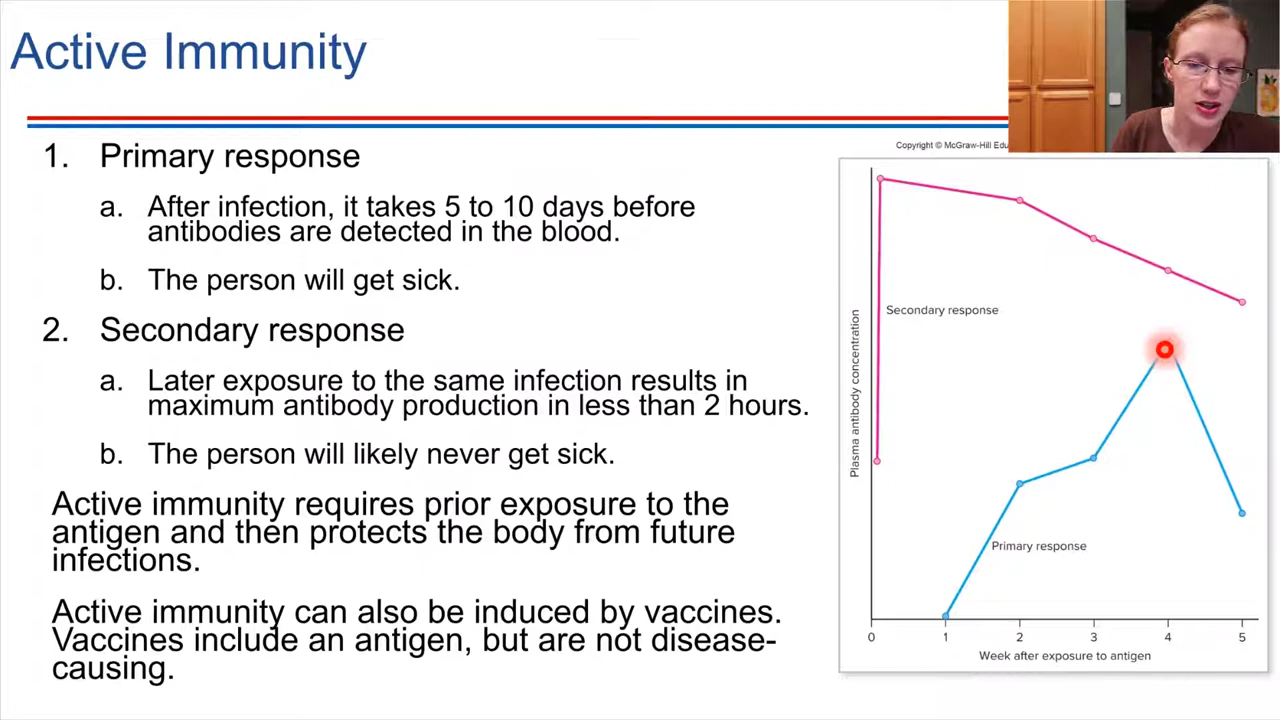 Active Immunity
1. Primary response
a. After infection, it takes 5 to 10 days before
antibodies are detected in the blood.
b. The person will get sick.
2. Secondary response
a. Later exposure to the same infection results in
maximum antibody production in less than 2 hours.
b. The person will likely never get sick.
Active immunity requires prior exposure to the
antigen and then protects the body from future
infections.
Active immunity can also be induced by vaccines.
Vaccines include an antigen, but are not disease-
causing.
Copyright © McGraw-Hill Edu
Plasma antibody concentration
Secondary response
Primary response
0 1 2 3 4 5
Week after exposure to antigen